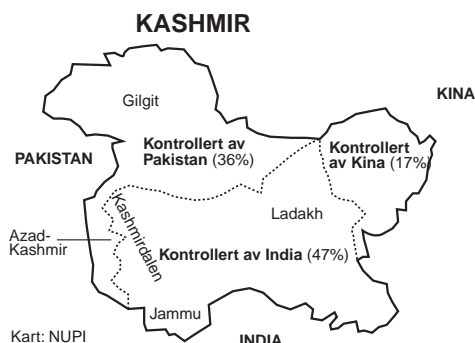 KASHMIR
Gilgit
KINA
Kontrollert av
Pakistan (36%)
Kontrollert
av Kina (17%)
PAKISTAN
Kashmirdalen
Ladakh
Azad-
Kashmir
Kontrollert av India (47%)
Jammu
Kart: NUPI
INDIA